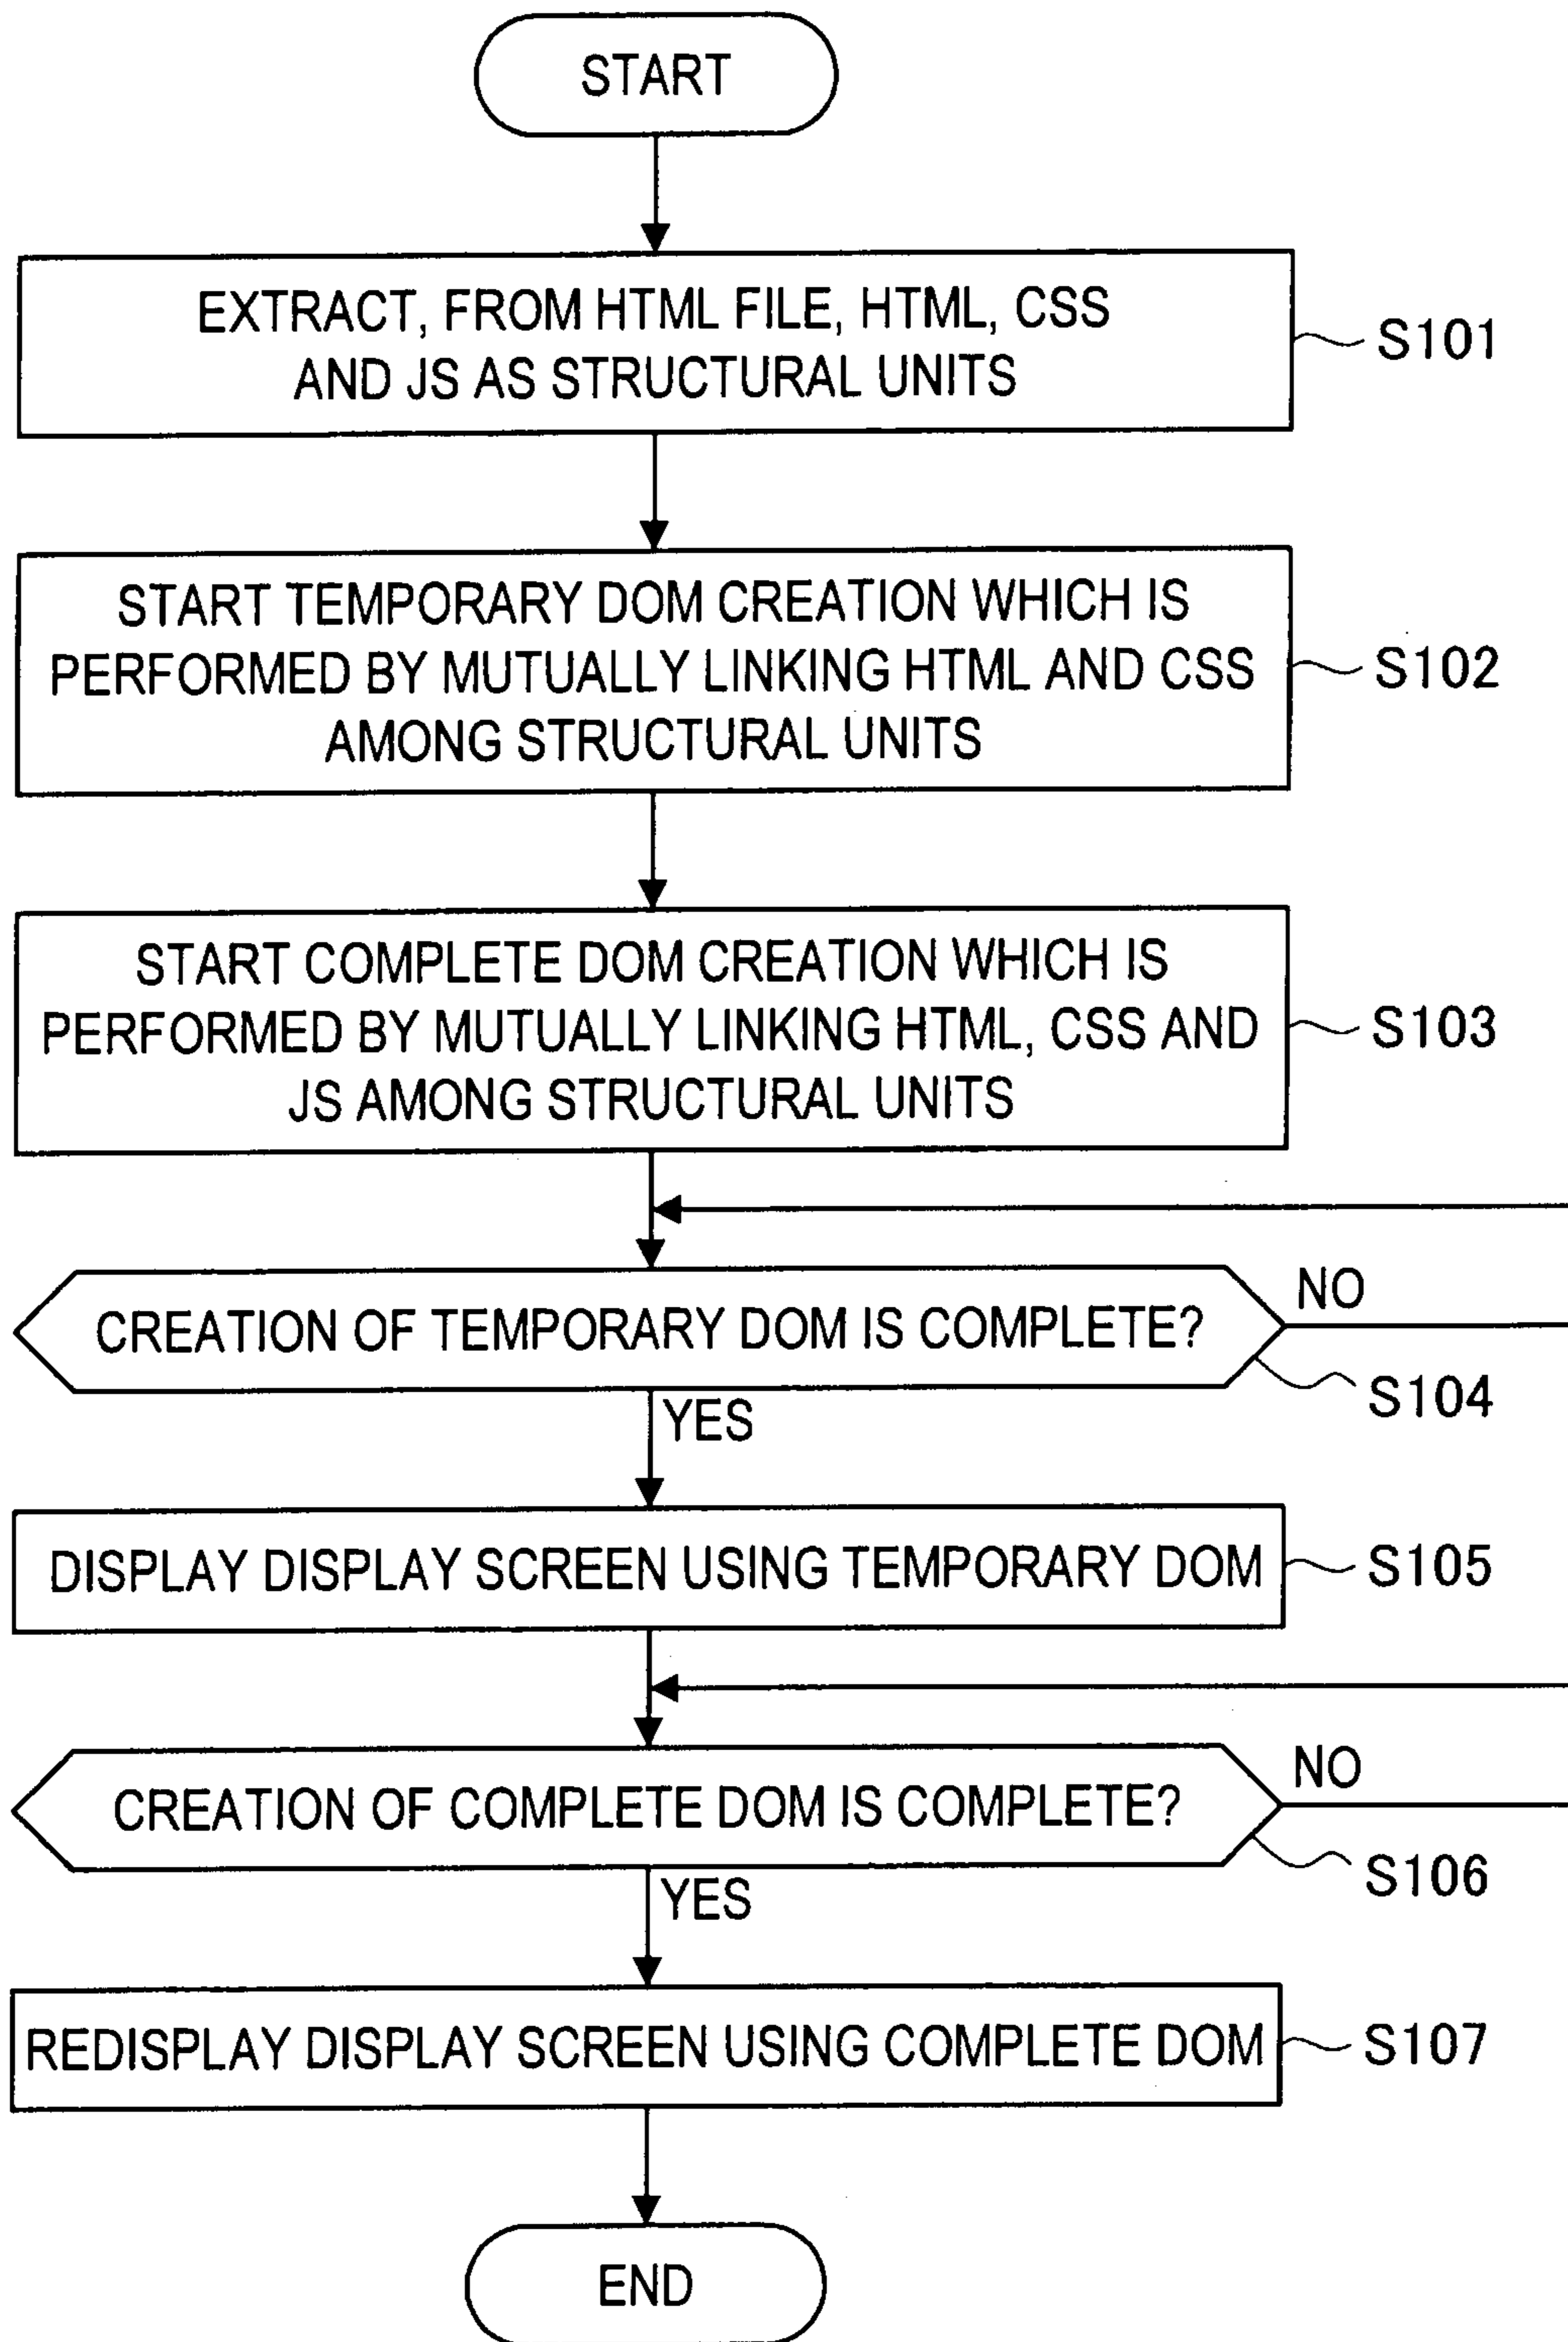 START
EXTRACT, FROM HTML FILE, HTML, CSS
AND JS AS STRUCTURAL UNITS
S101
START TEMPORARY DOM CREATION WHICH IS
PERFORMED BY MUTUALLY LINKING HTML AND CSS
AMONG STRUCTURAL UNITS
S102
START COMPLETE DOM CREATION WHICH IS
PERFORMED BY MUTUALLY LINKING HTML, CSS AND
JS AMONG STRUCTURAL UNITS
S103
CREATION OF TEMPORARY DOM IS COMPLETE?
NO
S104
YES
DISPLAY DISPLAY SCREEN USING TEMPORARY DOM
S105
CREATION OF COMPLETE DOM IS COMPLETE?
NO
S106
YES
REDISPLAY DISPLAY SCREEN USING COMPLETE DOM
S107
END